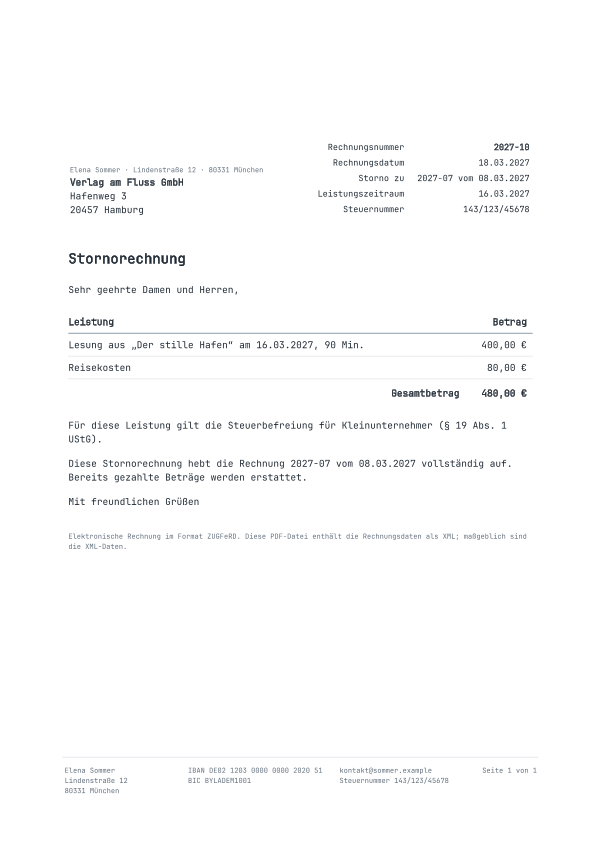 Rechnungsnummer 2027-10
Rechnungsdatum 18.03.2027
Storno zu 2027-07 vom 08.03.2027
Leistungszeitraum 16.03.2027
Steuernummer 143/123/45678
Elena Sommer · Lindenstraße 12 · 80331 München
Verlag am Fluss GmbH
Hafenweg 3
20457 Hamburg
Stornorechnung
Sehr geehrte Damen und Herren,
Leistung Betrag
Lesung aus „Der stille Hafen“ am 16.03.2027, 90 Min. 400,00 €
Reisekosten 80,00 €
Gesamtbetrag 480,00 €
Für diese Leistung gilt die Steuerbefreiung für Kleinunternehmer (§ 19 Abs. 1
UStG).
Diese Stornorechnung hebt die Rechnung 2027-07 vom 08.03.2027 vollständig auf.
Bereits gezahlte Beträge werden erstattet.
Mit freundlichen Grüßen
Elektronische Rechnung im Format ZUGFeRD. Diese PDF-Datei enthält die Rechnungsdaten als XML; maßgeblich sind
die XML-Daten.
Elena Sommer IBAN DE02 1203 0000 0000 2020 51 kontakt@sommer.example Seite 1 von 1
Lindenstraße 12 BIC BYLADEM1001 Steuernummer 143/123/45678
80331 München